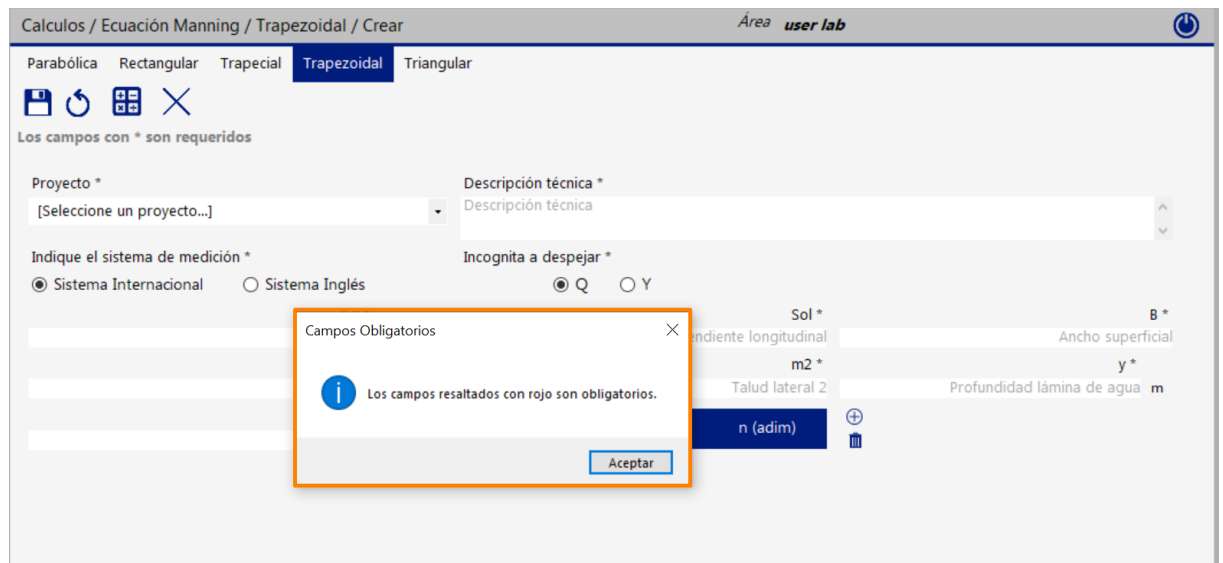 Calculos / Ecuación Manning / Trapezoidal / Crear
Área user lab
Parabólica Rectangular Trapecial Trapezoidal Triangular
Los campos con * son requeridos
Proyecto *
Descripción técnica *
[Seleccione un proyecto...]
Descripción técnica
Indique el sistema de medición *
Incognita a despejar *
Sistema Internacional Sistema Inglés
Q Y
Sol * B *
endiente longitudinal Ancho superficial
m2 * y *
Talud lateral 2 Profundidad lámina de agua m
n (adim)
Campos Obligatorios
Los campos resaltados con rojo son obligatorios.
Aceptar